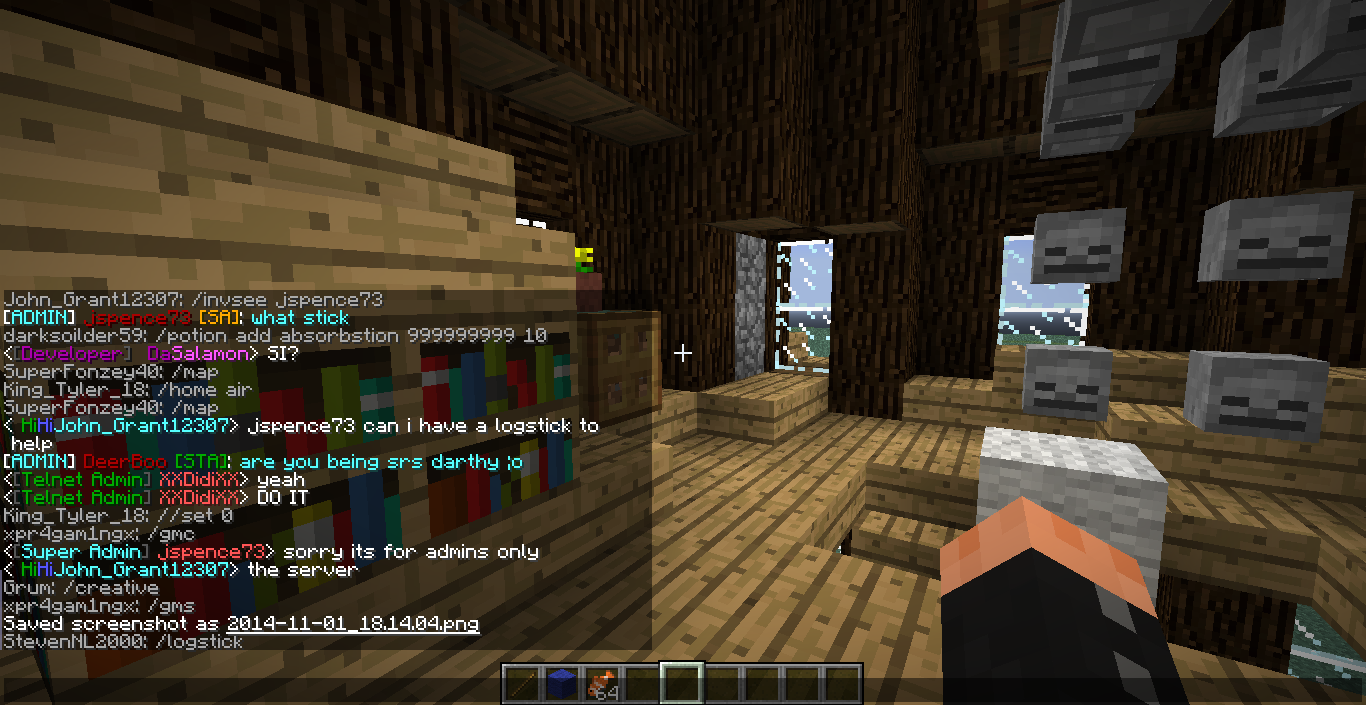 John_Grant12307: /invsee jspence73
[ADMIN] jspence73 [SA]: what stick
darksoilder59: /potion add absorbstion 999999999 10
<[Developer] DaSalamon> SI?
SuperFonzey40: /map
King_Tyler_18: /home air
SuperFonzey40: /map
< HiHiJohn_Grant12307> jspence73 can i have a logstick to
help
[ADMIN] DeerBoo [STA]: are you being srs darthy ;o
<[Telnet Admin] XXDidiXX> yeah
<[Telnet Admin] XXDidiXX> DO IT
King_Tyler_18: //set 0
xpr4gam1ngx: /gmc
<[Super Admin] jspence73> sorry its for admins only
< HiHiJohn_Grant12307> the server
Grum: /creative
xpr4gam1ngx: /gms
Saved screenshot as 2014-11-01_18.14.04.png
StevenNL2000: /logstick
64